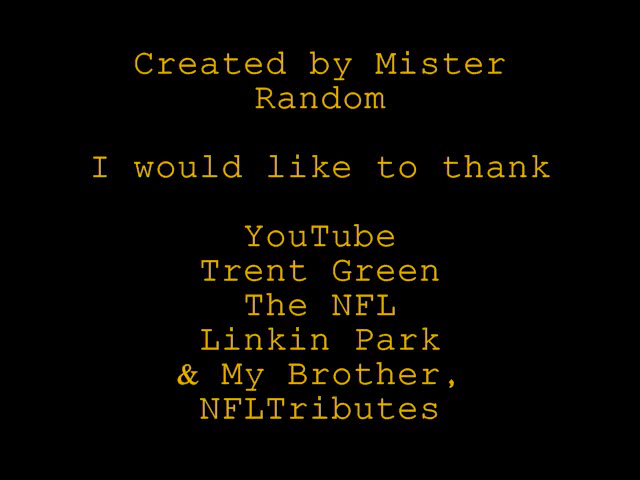 Created by Mister
Random
I would like to thank
YouTube
Trent Green
The NFL
Linkin Park
& My Brother,
NFLTributes